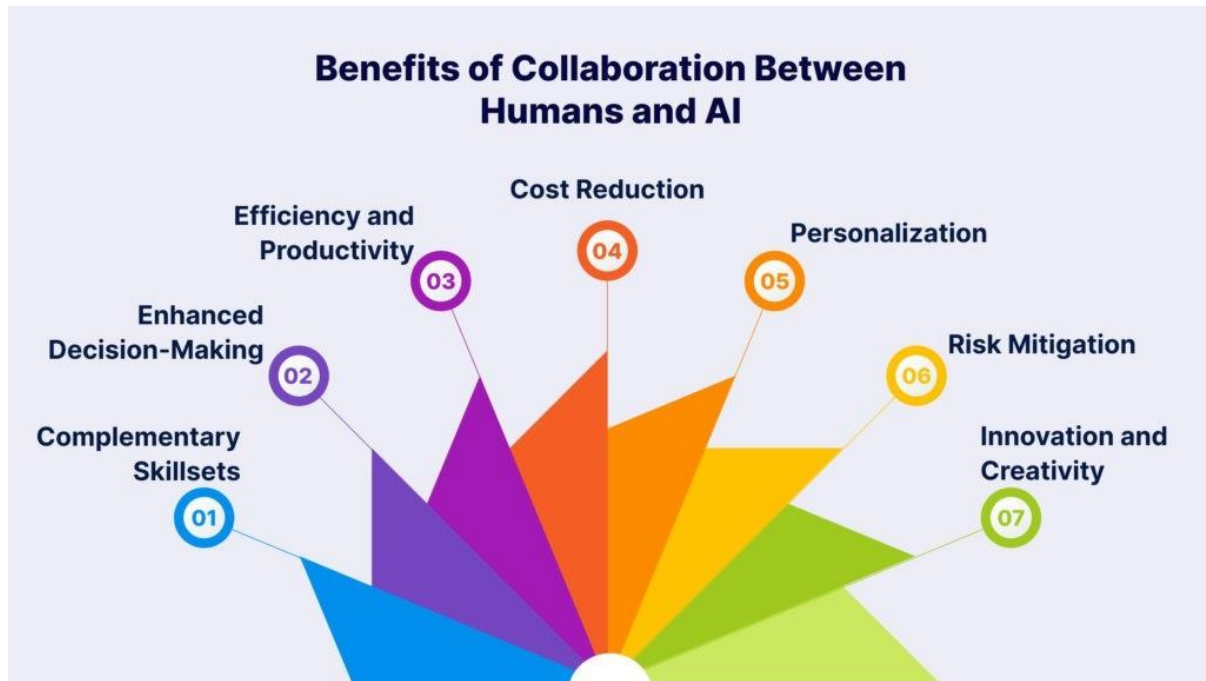 Benefits of Collaboration Between
Humans and AI
Complementary
Skillsets
01
Enhanced
Decision-Making
02
Efficiency and
Productivity
03
Cost Reduction
04
Personalization
05
Risk Mitigation
06
Innovation and
Creativity
07